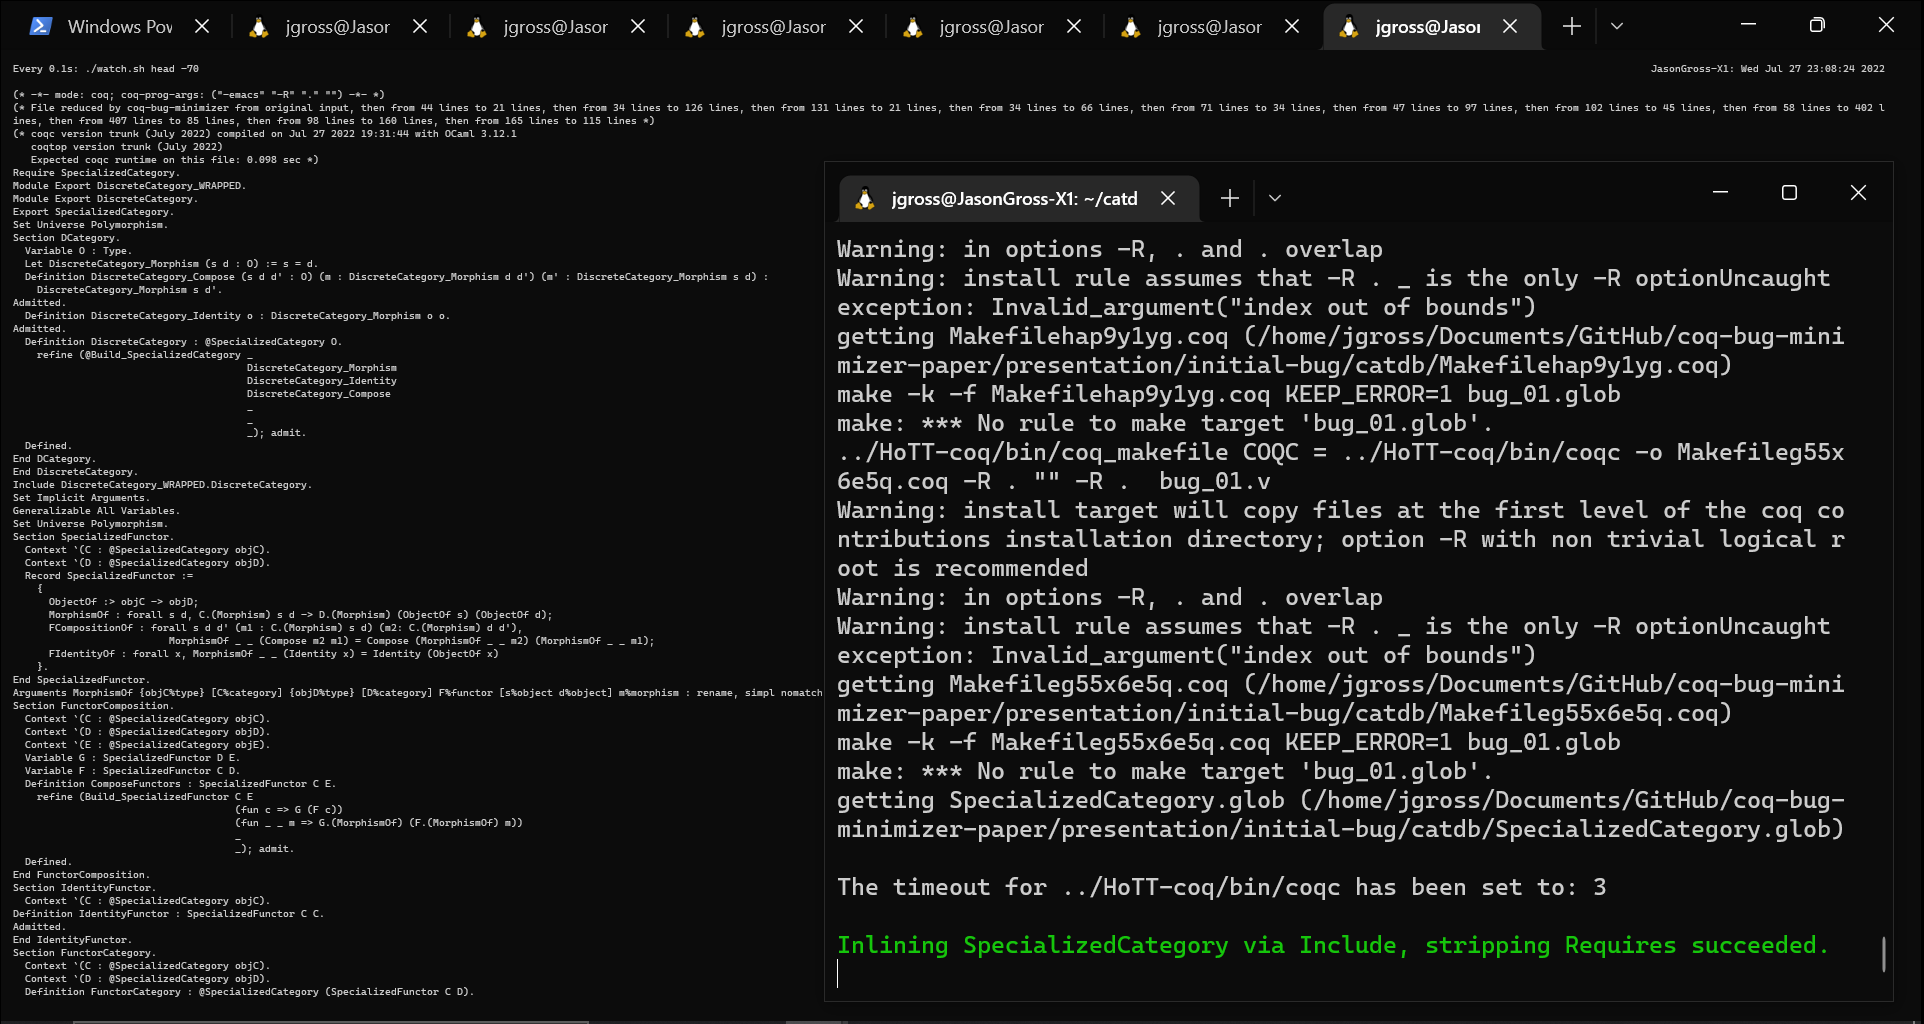 Windows Pow
jgross@Jason
jgross@Jason
jgross@Jason
jgross@Jason
jgross@Jason
jgross@Jason
Every 0.1s: ./watch.sh head -70
JasonGross-X1: Wed Jul 27 23:08:24 2022
(* -*- mode: coq; coq-prog-args: ("-emacs" "-R" "." "") -*- *)
(* File reduced by coq-bug-minimizer from original input, then from 44 lines to 21 lines, then from 34 lines to 126 lines, then from 131 lines to 21 lines, then from 34 lines to 66 lines, then from 71 lines to 34 lines, then from 47 lines to 97 lines, then from 102 lines to 45 lines, then from 58 lines to 402 l
ines, then from 407 lines to 85 lines, then from 98 lines to 160 lines, then from 165 lines to 115 lines *)
(* coqc version trunk (July 2022) compiled on Jul 27 2022 19:31:44 with OCaml 3.12.1
   coqtop version trunk (July 2022)
   Expected coqc runtime on this file: 0.098 sec *)
Require SpecializedCategory.
Module Export DiscreteCategory_WRAPPED.
Module Export DiscreteCategory.
Export SpecializedCategory.
Set Universe Polymorphism.
Section DCategory.
  Variable O : Type.
  Let DiscreteCategory_Morphism (s d : O) := s = d.
  Definition DiscreteCategory_Compose (s d d' : O) (m : DiscreteCategory_Morphism d d') (m' : DiscreteCategory_Morphism s d) :
    DiscreteCategory_Morphism s d'.
Admitted.
  Definition DiscreteCategory_Identity o : DiscreteCategory_Morphism o o.
Admitted.
  Definition DiscreteCategory : @SpecializedCategory O.
    refine (@Build_SpecializedCategory _
                                       DiscreteCategory_Morphism
                                       DiscreteCategory_Identity
                                       DiscreteCategory_Compose
                                       _
                                       _
                                       _); admit.
  Defined.
End DCategory.
End DiscreteCategory.
Include DiscreteCategory_WRAPPED.DiscreteCategory.
Set Implicit Arguments.
Generalizable All Variables.
Set Universe Polymorphism.
Section SpecializedFunctor.
  Context `(C : @SpecializedCategory objC).
  Context `(D : @SpecializedCategory objD).
  Record SpecializedFunctor :=
    {
      ObjectOf :> objC -> objD;
      MorphismOf : forall s d, C.(Morphism) s d -> D.(Morphism) (ObjectOf s) (ObjectOf d);
      FCompositionOf : forall s d d' (m1 : C.(Morphism) s d) (m2: C.(Morphism) d d'),
                          MorphismOf _ _ (Compose m2 m1) = Compose (MorphismOf _ _ m2) (MorphismOf _ _ m1);
      FIdentityOf : forall x, MorphismOf _ _ (Identity x) = Identity (ObjectOf x)
    }.
End SpecializedFunctor.
Arguments MorphismOf {objC%type} [C%category] {objD%type} [D%category] F%functor [s%object d%object] m%morphism : rename, simpl nomatch
Section FunctorComposition.
  Context `(C : @SpecializedCategory objC).
  Context `(D : @SpecializedCategory objD).
  Context `(E : @SpecializedCategory objE).
  Variable G : SpecializedFunctor D E.
  Variable F : SpecializedFunctor C D.
  Definition ComposeFunctors : SpecializedFunctor C E.
    refine (Build_SpecializedFunctor C E
                                     (fun c => G (F c))
                                     (fun _ _ m => G.(MorphismOf) (F.(MorphismOf) m))
                                     _
                                     _); admit.
  Defined.
End FunctorComposition.
Section IdentityFunctor.
  Context `(C : @SpecializedCategory objC).
Definition IdentityFunctor : SpecializedFunctor C C.
Admitted.
End IdentityFunctor.
Section FunctorCategory.
  Context `(C : @SpecializedCategory objC).
  Context `(D : @SpecializedCategory objD).
  Definition FunctorCategory : @SpecializedCategory (SpecializedFunctor C D).
jgross@JasonGross-X1: ~/catd
Warning: in options -R, . and . overlap
Warning: install rule assumes that -R . _ is the only -R optionUncaught
exception: Invalid_argument("index out of bounds")
getting Makefilehap9y1yg.coq (/home/jgross/Documents/GitHub/coq-bug-mini
mizer-paper/presentation/initial-bug/catdb/Makefilehap9y1yg.coq)
make -k -f Makefilehap9y1yg.coq KEEP_ERROR=1 bug_01.glob
make: *** No rule to make target 'bug_01.glob'.
../HoTT-coq/bin/coq_makefile COQC = ../HoTT-coq/bin/coqc -o Makefileg55x
6e5q.coq -R . "" -R .  bug_01.v
Warning: install target will copy files at the first level of the coq co
ntributions installation directory; option -R with non trivial logical r
oot is recommended
Warning: in options -R, . and . overlap
Warning: install rule assumes that -R . _ is the only -R optionUncaught
exception: Invalid_argument("index out of bounds")
getting Makefileg55x6e5q.coq (/home/jgross/Documents/GitHub/coq-bug-mini
mizer-paper/presentation/initial-bug/catdb/Makefileg55x6e5q.coq)
make -k -f Makefileg55x6e5q.coq KEEP_ERROR=1 bug_01.glob
make: *** No rule to make target 'bug_01.glob'.
getting SpecializedCategory.glob (/home/jgross/Documents/GitHub/coq-bug-
minimizer-paper/presentation/initial-bug/catdb/SpecializedCategory.glob)
The timeout for ../HoTT-coq/bin/coqc has been set to: 3
Inlining SpecializedCategory via Include, stripping Requires succeeded.